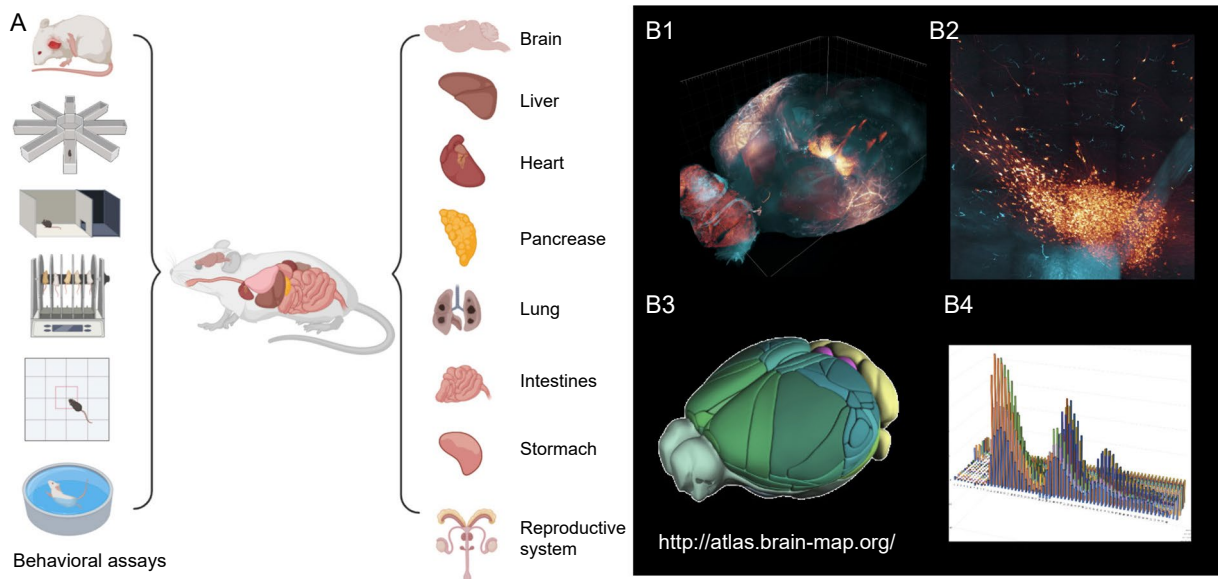 A
Behavioral assays
Brain
Liver
Heart
Pancrease
Lung
Intestines
Stormach
Reproductive
system
B1
B2
B3
B4
http://atlas.brain-map.org/